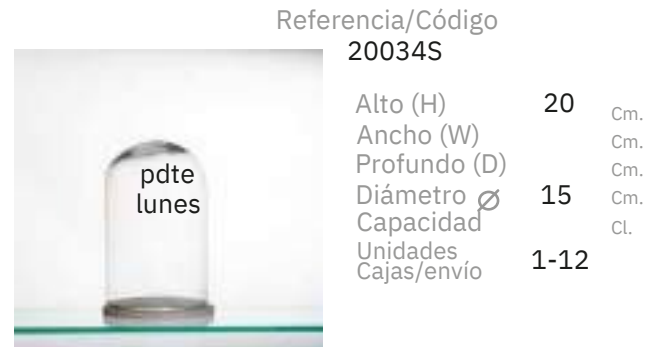 Referencia/Código
20034S
pdte
lunes
Alto (H) 20 Cm.
Ancho (W) Cm.
Profundo (D) Cm.
Diámetro ⌀ 15 Cm.
Capacidad Cl.
Unidades
Cajas/envío 1-12